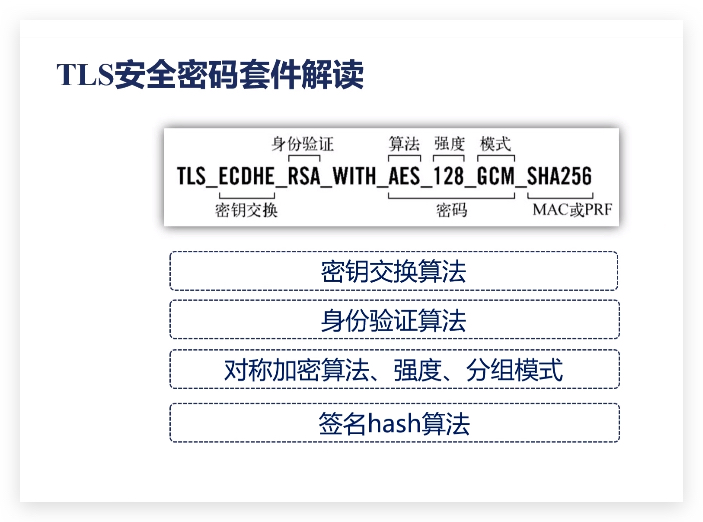 TLS安全密码套件解读
身份验证 算法 强度 模式
TLS_ECDHE_RSA_WITH_AES_128_GCM_SHA256
密钥交换 密码 MAC或PRF
密钥交换算法
身份验证算法
对称加密算法、强度、分组模式
签名hash算法